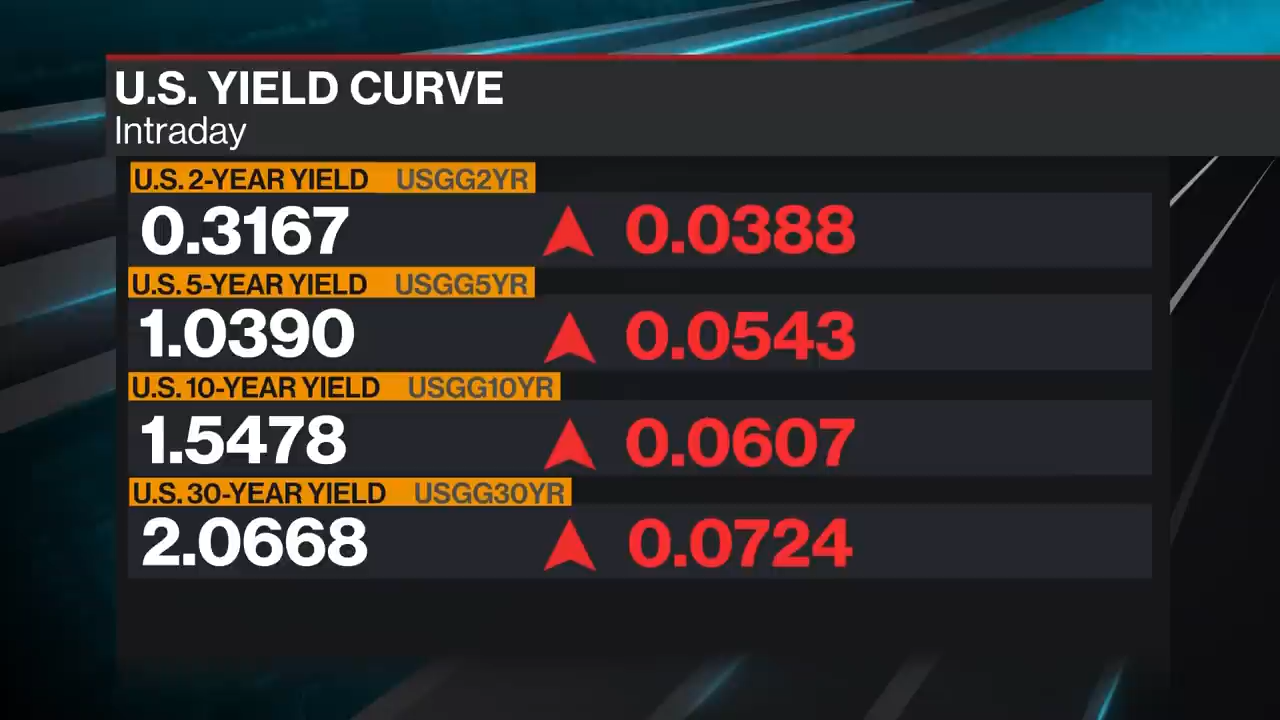 U.S. YIELD CURVE
Intraday
U.S. 2-YEAR YIELD USGG2YR
0.3167 0.0388
U.S. 5-YEAR YIELD USGG5YR
1.0390 0.0543
U.S. 10-YEAR YIELD USGG10YR
1.5478 0.0607
U.S. 30-YEAR YIELD USGG30YR
2.0668 0.0724